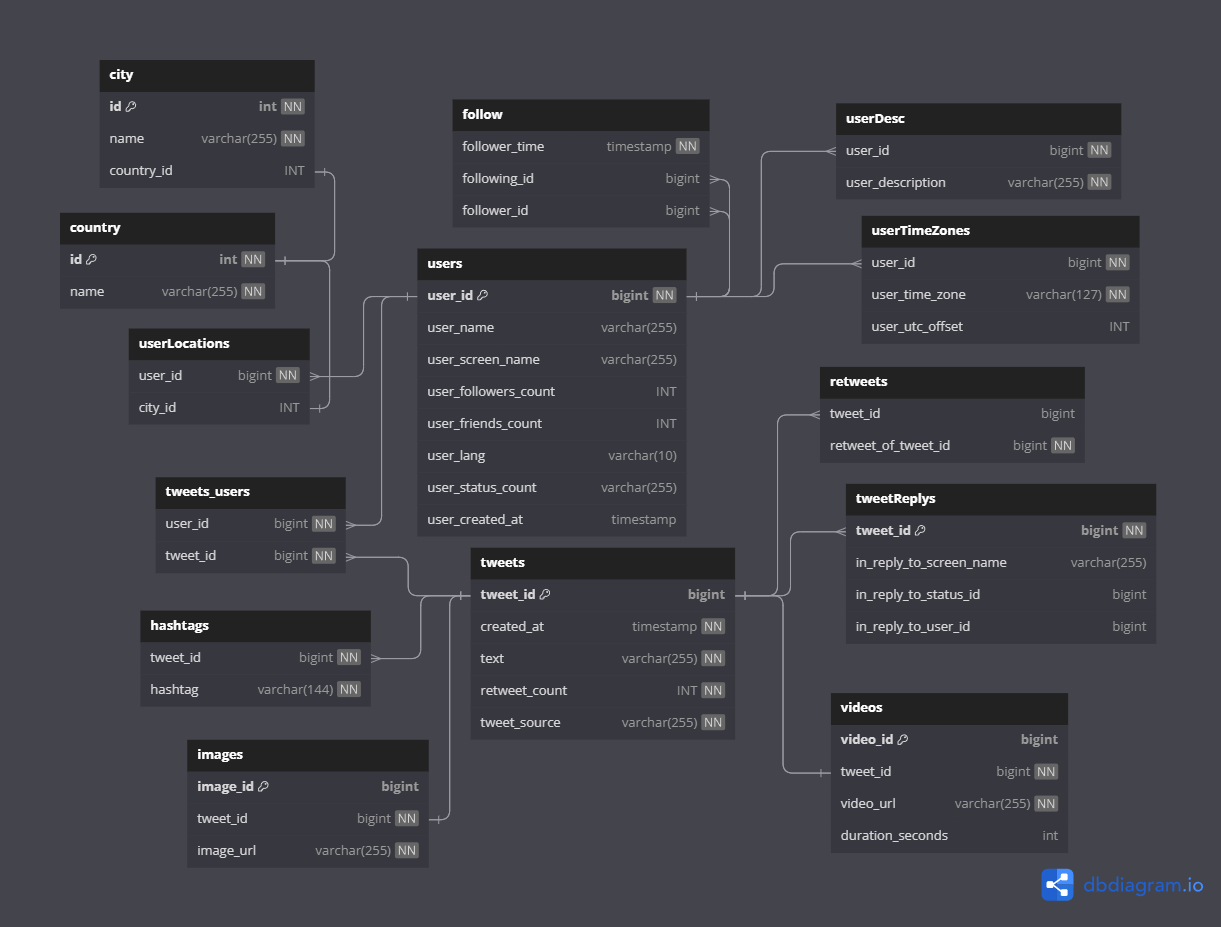 city
id int NN
name varchar(255) NN
country_id INT
country
id int NN
name varchar(255) NN
userLocations
user_id bigint NN
city_id INT
tweets_users
user_id bigint NN
tweet_id bigint NN
hashtags
tweet_id bigint NN
hashtag varchar(144) NN
images
image_id bigint
tweet_id bigint NN
image_url varchar(255) NN
follow
follower_time timestamp NN
following_id bigint
follower_id bigint
users
user_id bigint NN
user_name varchar(255)
user_screen_name varchar(255)
user_followers_count INT
user_friends_count INT
user_lang varchar(10)
user_status_count varchar(255)
user_created_at timestamp
tweets
tweet_id bigint
created_at timestamp NN
text varchar(255) NN
retweet_count INT NN
tweet_source varchar(255) NN
userDesc
user_id bigint NN
user_description varchar(255) NN
userTimeZones
user_id bigint NN
user_time_zone varchar(127) NN
user_utc_offset INT
retweets
tweet_id bigint
retweet_of_tweet_id bigint NN
tweetReplys
tweet_id bigint NN
in_reply_to_screen_name varchar(255)
in_reply_to_status_id bigint
in_reply_to_user_id bigint
videos
video_id bigint
tweet_id bigint NN
video_url varchar(255) NN
duration_seconds int
dbdiagram.io